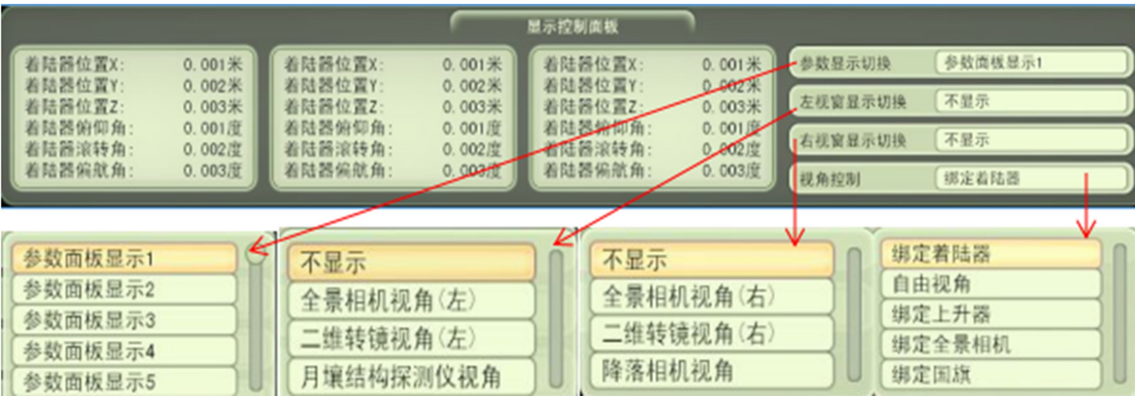 显示控制面板
着陆器位置X: 0.001米
着陆器位置Y: 0.002米
着陆器位置Z: 0.003米
着陆器俯仰角: 0.001度
着陆器滚转角: 0.002度
着陆器偏航角: 0.003度
着陆器位置X: 0.001米
着陆器位置Y: 0.002米
着陆器位置Z: 0.003米
着陆器俯仰角: 0.001度
着陆器滚转角: 0.002度
着陆器偏航角: 0.003度
着陆器位置X: 0.001米
着陆器位置Y: 0.002米
着陆器位置Z: 0.003米
着陆器俯仰角: 0.001度
着陆器滚转角: 0.002度
着陆器偏航角: 0.003度
参数显示切换 参数面板显示1
左视窗显示切换 不显示
右视窗显示切换 不显示
视角控制 绑定着陆器
参数面板显示1
参数面板显示2
参数面板显示3
参数面板显示4
参数面板显示5
不显示
全景相机视角(左)
二维转镜视角(左)
月壤结构探测仪视角
不显示
全景相机视角(右)
二维转镜视角(右)
降落相机视角
绑定着陆器
自由视角
绑定上升器
绑定全景相机
绑定国旗